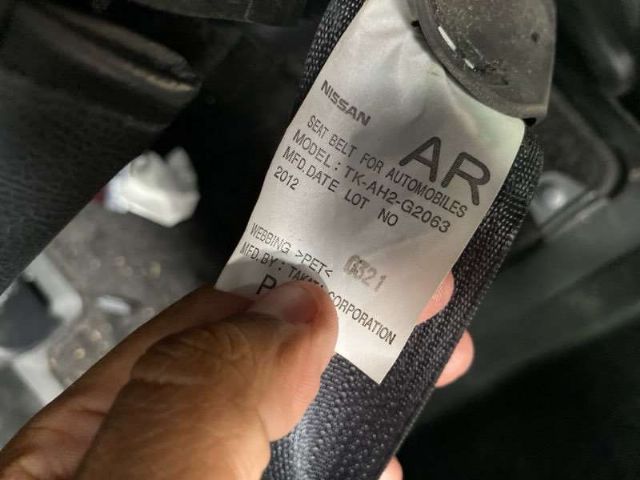 NISSAN
SEAT BELT FOR AUTOMOBILES
AR
MODEL: TK-AH2-G2063
MFD.DATE LOT NO
2012
WEBBING >PET< G321
MFD.BY: CORPORATION
P